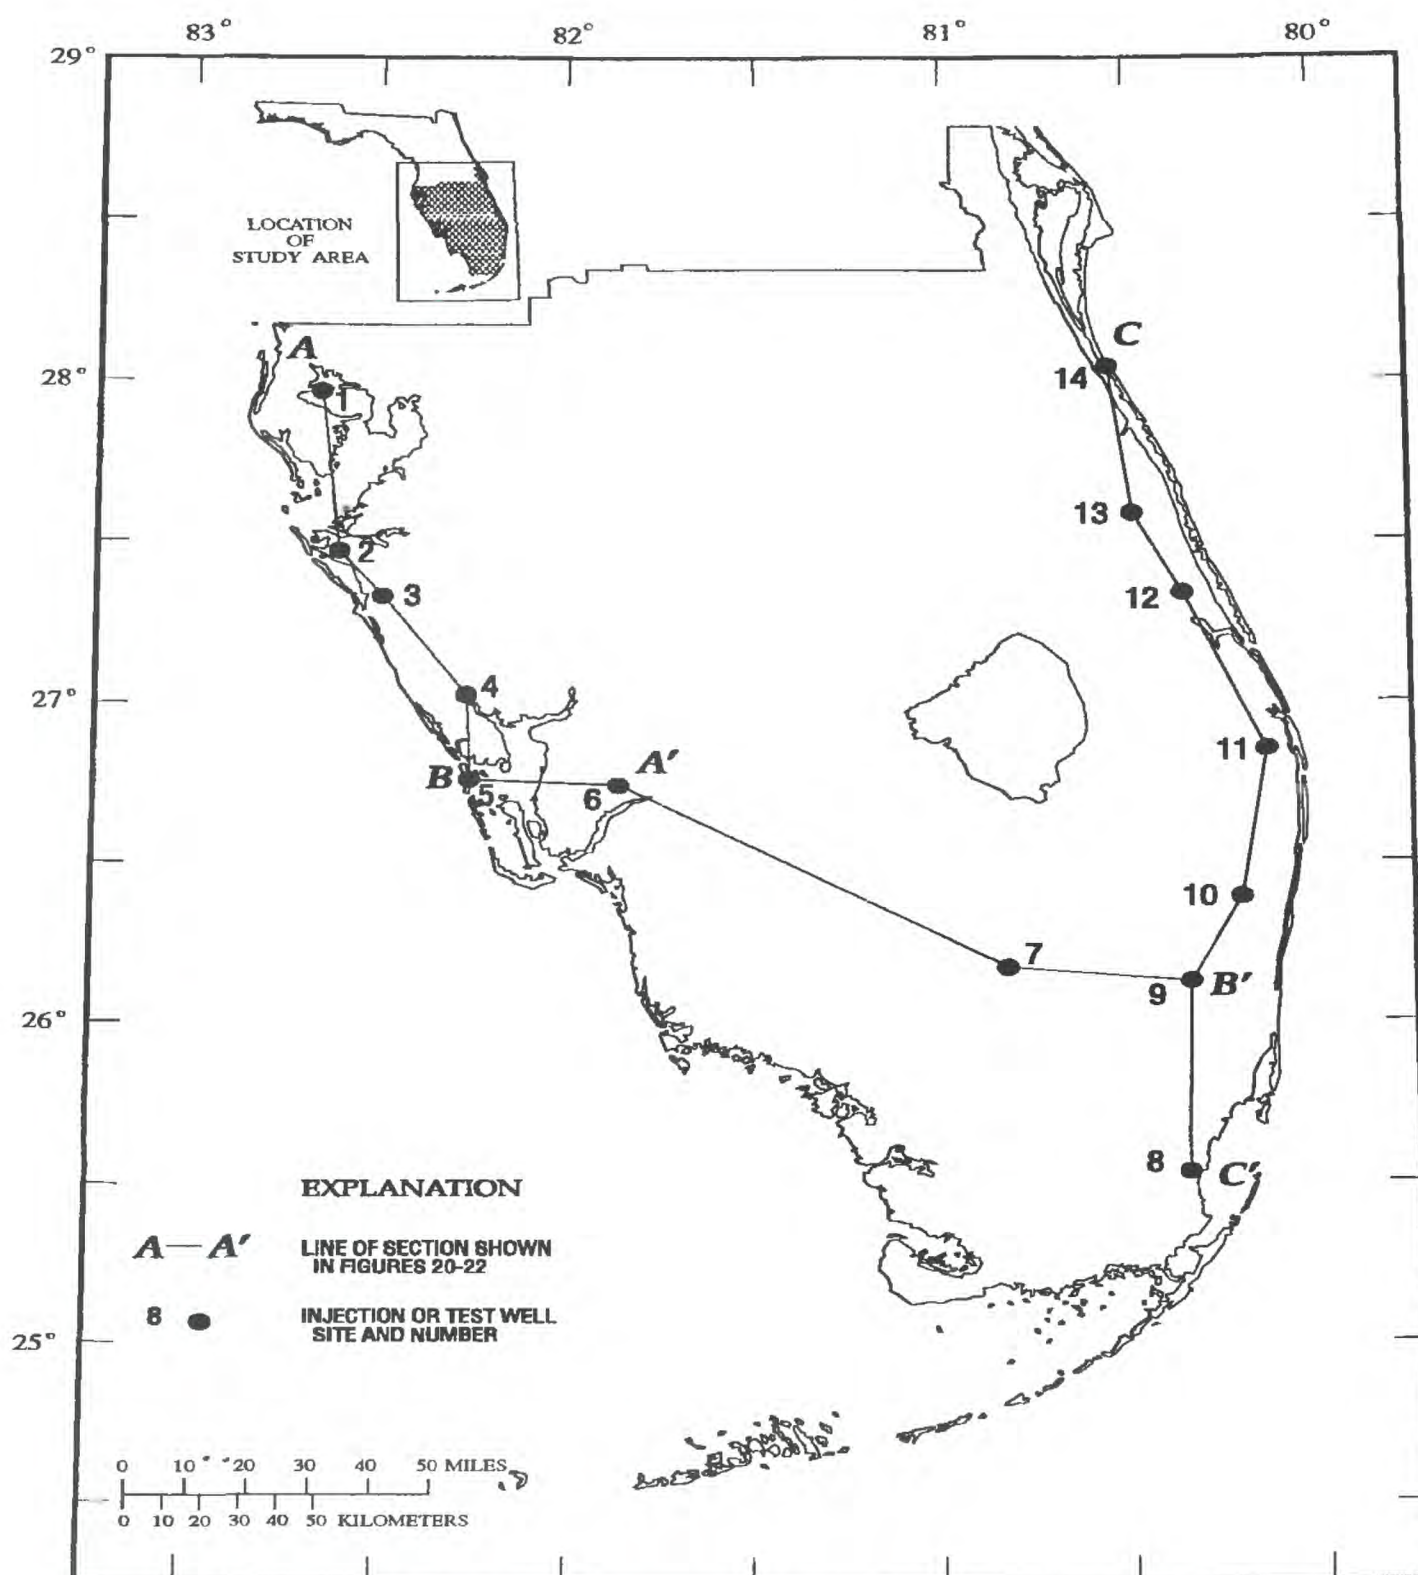 83° 82° 81° 80°
29°
LOCATION
OF
STUDY AREA
A
C
28°
1
14
13
2
3
12
4
27°
11
B
A'
5
6
10
7
9
B'
26°
8
C'
EXPLANATION
A—A'
LINE OF SECTION SHOWN
IN FIGURES 20-22
8
INJECTION OR TEST WELL
SITE AND NUMBER
25°
0 10 20 30 40 50 MILES
0 10 20 30 40 50 KILOMETERS